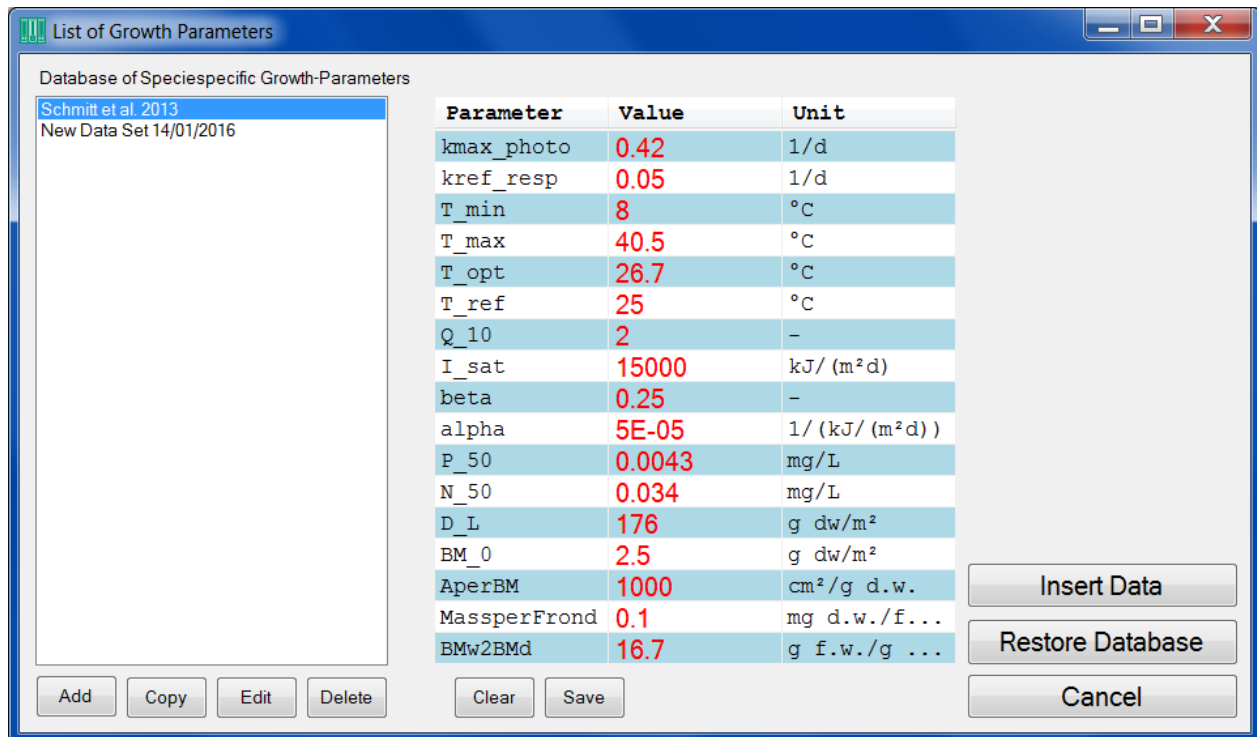 List of Growth Parameters
Database of Speciespecific Growth-Parameters
Schmitt et al. 2013
New Data Set 14/01/2016
Parameter Value Unit
kmax_photo 0.42 1/d
kref_resp 0.05 1/d
T_min 8 °C
T_max 40.5 °C
T_opt 26.7 °C
T_ref 25 °C
Q_10 2 -
I_sat 15000 kJ/(m²d)
beta 0.25 -
alpha 5E-05 1/(kJ/(m²d))
P_50 0.0043 mg/L
N_50 0.034 mg/L
D_L 176 g dw/m²
BM_0 2.5 g dw/m²
AperBM 1000 cm²/g d.w.
MassperFrond 0.1 mg d.w./f...
BMw2BMd 16.7 g f.w./g ...
Insert Data
Restore Database
Cancel
Add Copy Edit Delete Clear Save